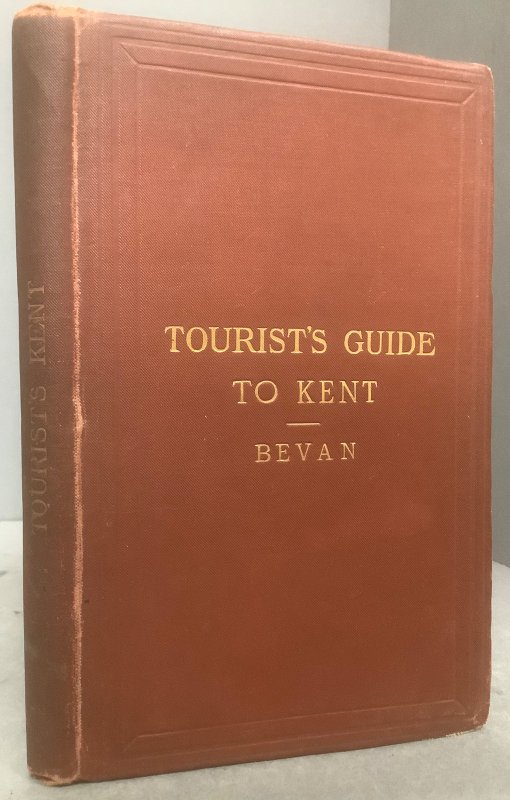 TOURIST'S GUIDE
TO KENT
BEVAN
TOURIST'S KENT